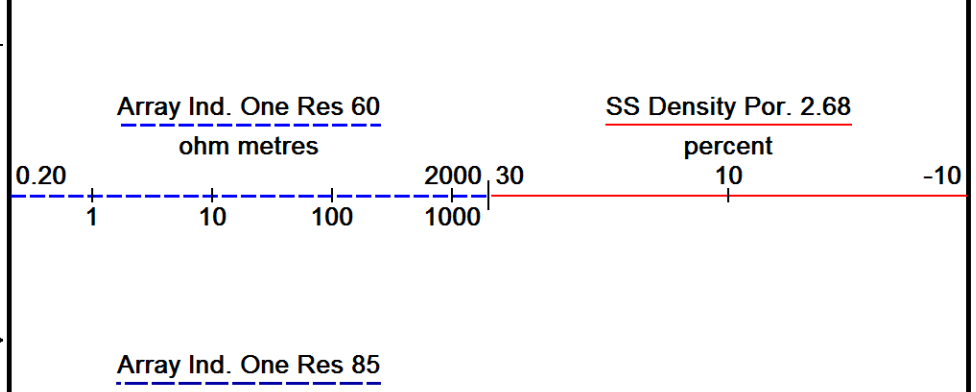 Array Ind. One Res 60
ohm metres
0.20 2000
1 10 100 1000
SS Density Por. 2.68
percent
30 10 -10
Array Ind. One Res 85